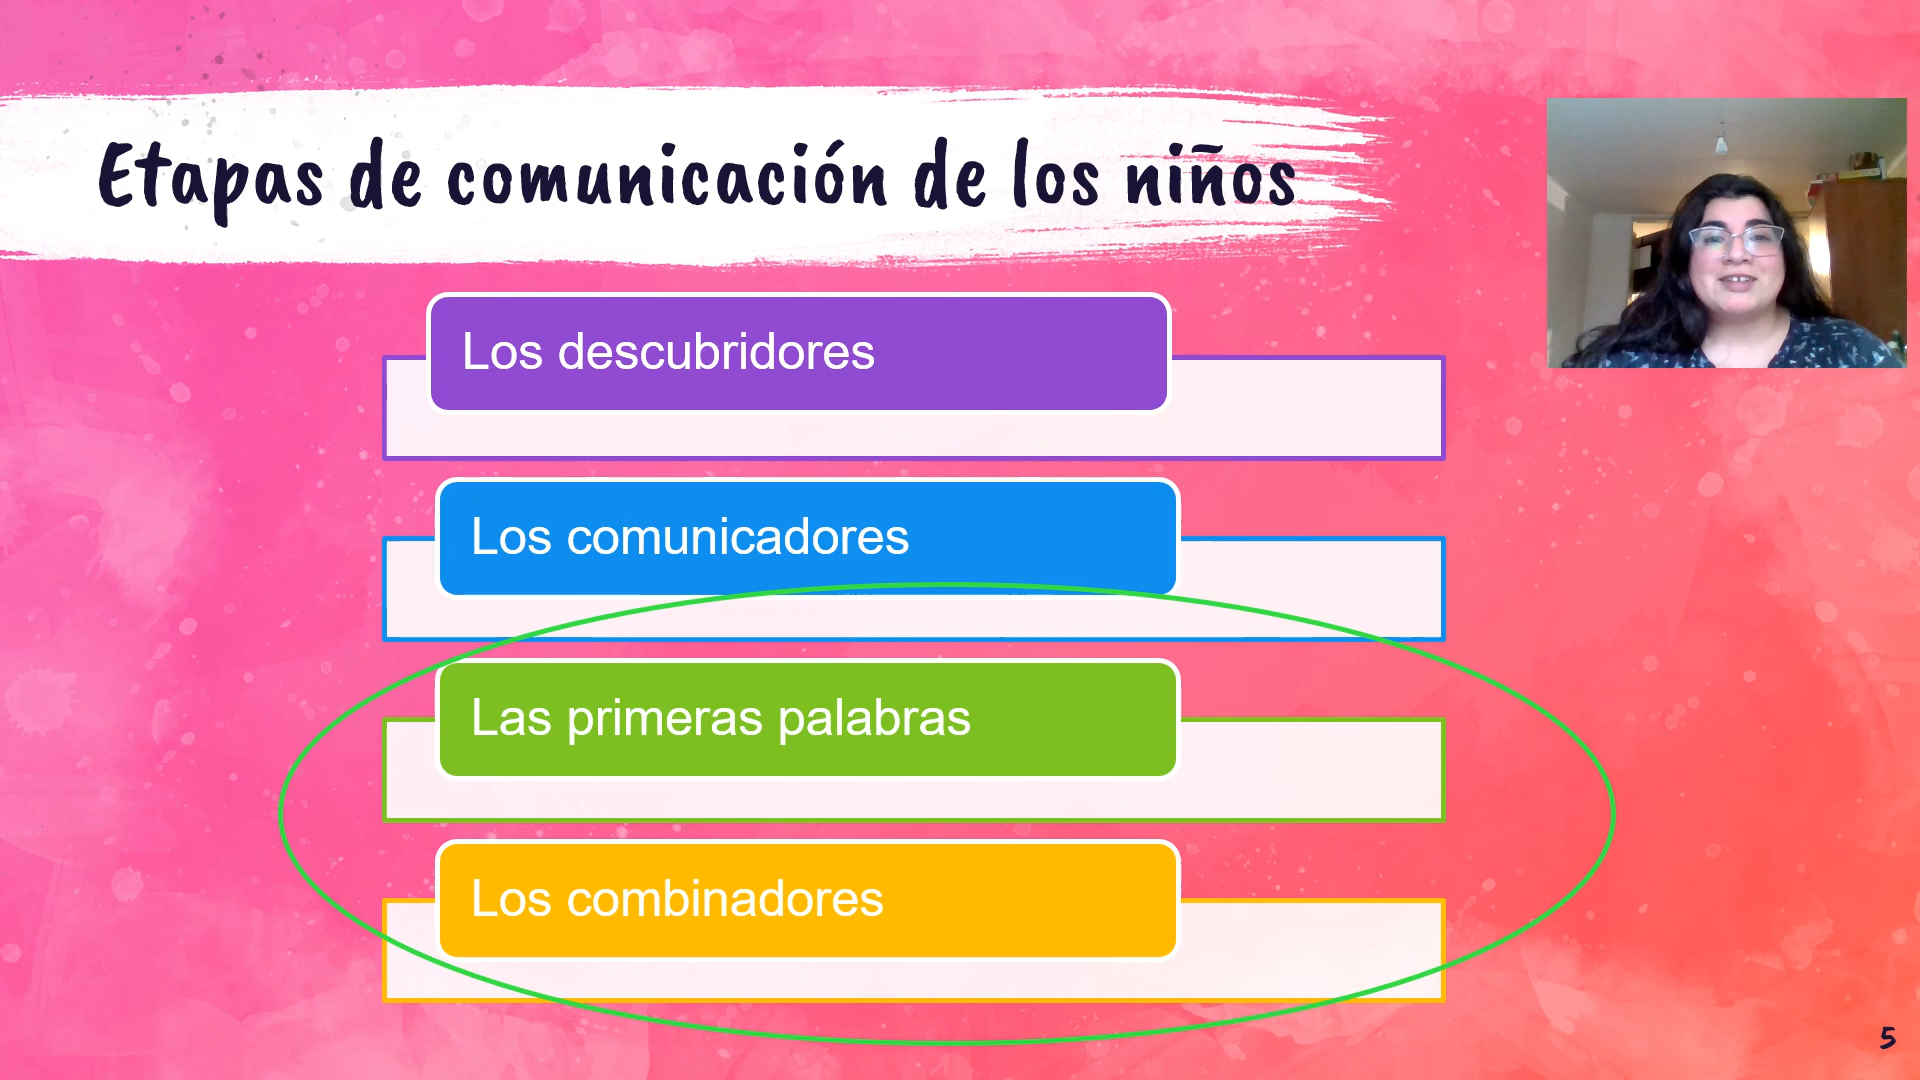 Etapas de comunicación de los niños
Los descubridores
Los comunicadores
Las primeras palabras
Los combinadores
5